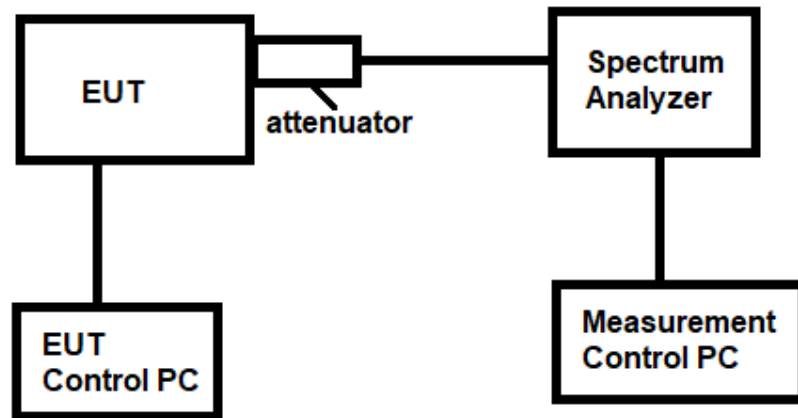 EUT
attenuator
Spectrum
Analyzer
EUT
Control PC
Measurement
Control PC